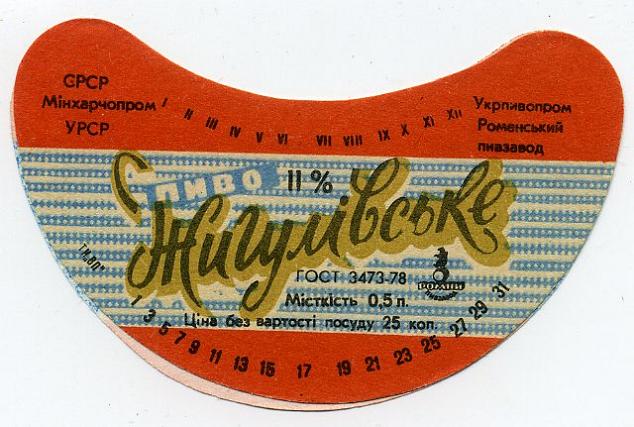 СРСР
Мінхарчопром
УРСР
I II III IV V VI VII VIII IX X XI XII
Укрпивопром
Роменський
пивзавод
ПИВО 11%
Жигулівське
ГОСТ 3473-78
РОМНИ
ПИВЗАВОД
Місткість 0,5 л.
Ціна без вартості посуду 25 коп.
1 3 5 7 9 11 13 15 17 19 21 23 25 27 29 31